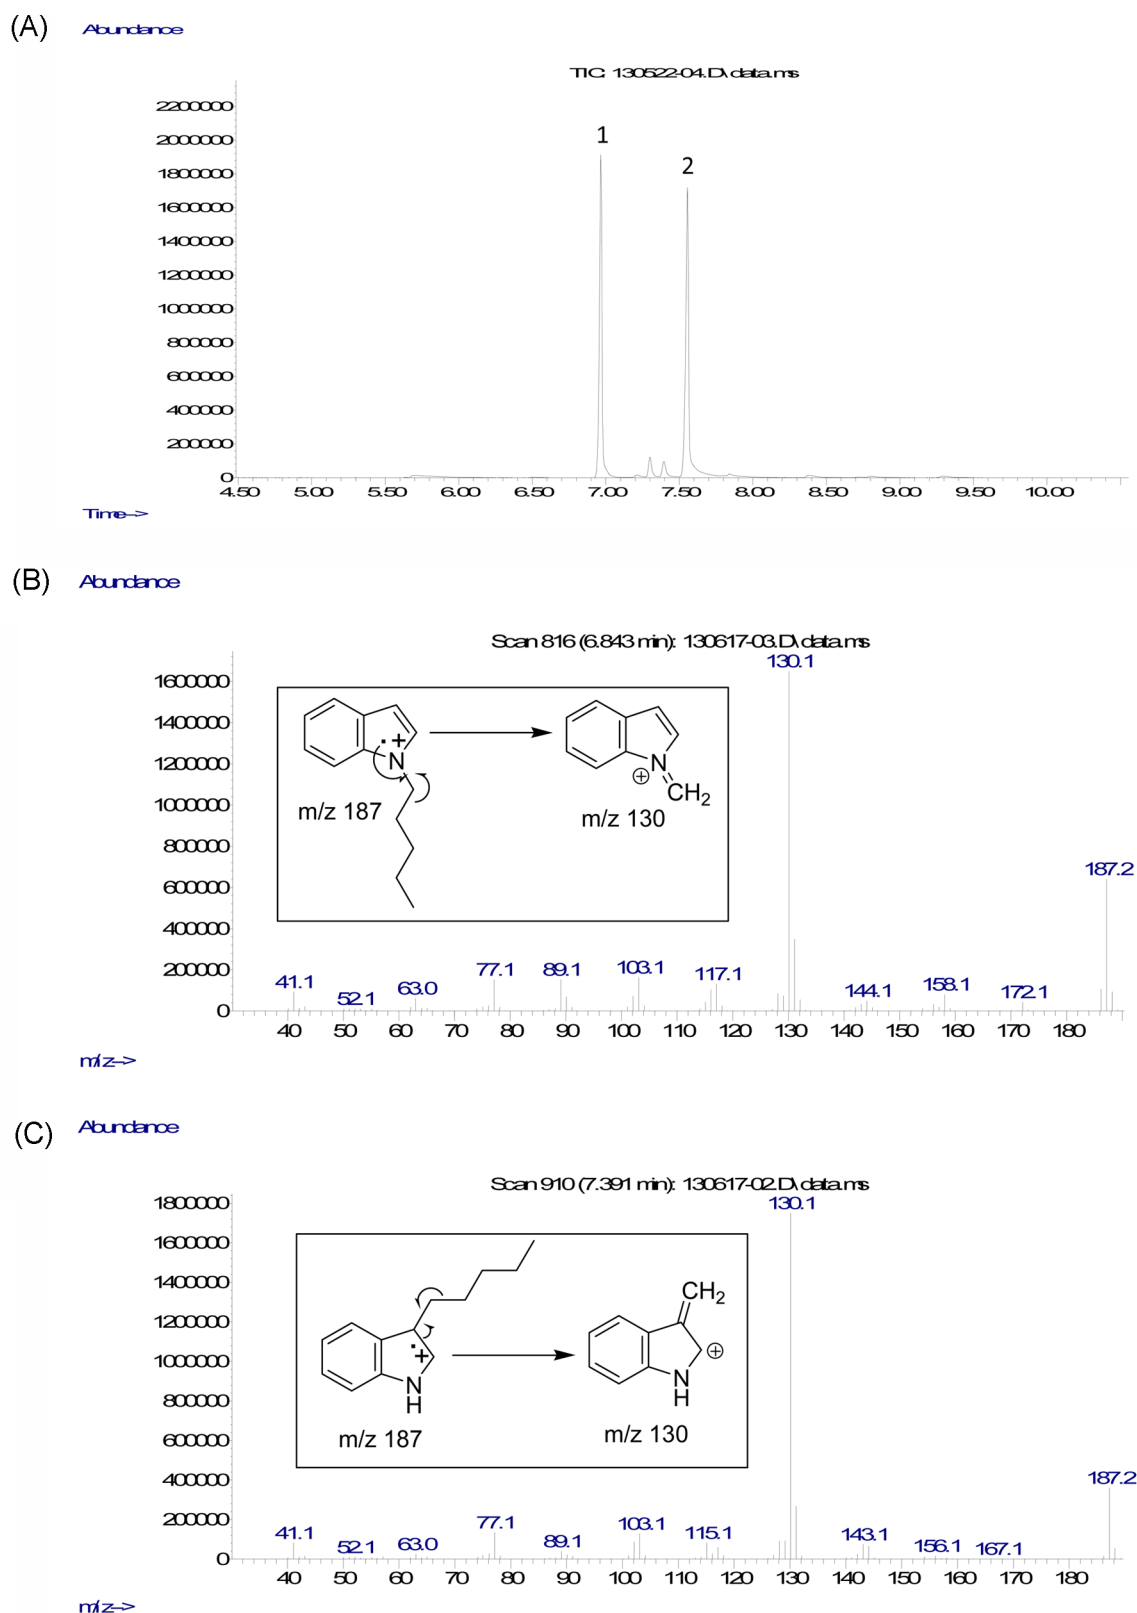 (A) Abundance
TIC: 130522-04.D\data.ms
2200000
2000000
1800000
1600000
1400000
1200000
1000000
800000
600000
400000
200000
0
1
2
4.50 5.00 5.50 6.00 6.50 7.00 7.50 8.00 8.50 9.00 9.50 10.00
Time-->
(B) Abundance
Scan 816 (6.843 min): 130617-03.D\data.ms
130.1
1600000
1400000
1200000
1000000
800000
600000
400000
200000
0
N
m/z 187
N
CH2
m/z 130
187.2
41.1 52.1 63.0 77.1 89.1 103.1 117.1 144.1 158.1 172.1
40 50 60 70 80 90 100 110 120 130 140 150 160 170 180
m/z-->
(C) Abundance
Scan 910 (7.391 min): 130617-02.D\data.ms
130.1
1800000
1600000
1400000
1200000
1000000
800000
600000
400000
200000
0
N
H
m/z 187
CH2
N
H
m/z 130
187.2
41.1 52.1 63.0 77.1 89.1 103.1 115.1 143.1 156.1 167.1
40 50 60 70 80 90 100 110 120 130 140 150 160 170 180
m/z-->